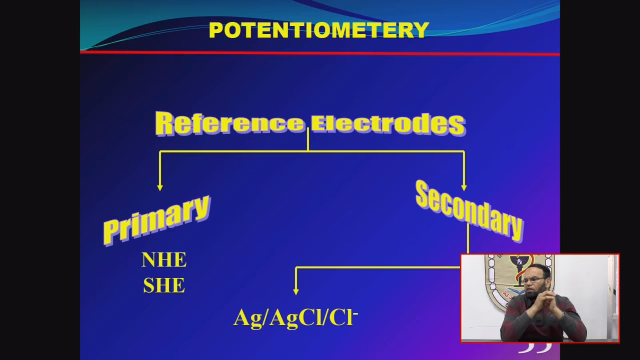 POTENTIOMETERY
Reference Electrodes
Primary
Secondary
NHE
SHE
Ag/AgCl/Cl⁻